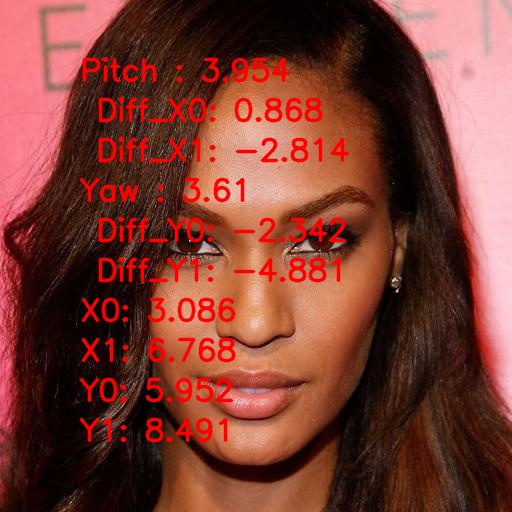 E EN
Pitch : 3.954
Diff_X0: 0.868
Diff_X1: -2.814
Yaw : 3.61
Diff_Y0: -2.342
Diff_Y1: -4.881
X0: 3.086
X1: 6.768
Y0: 5.952
Y1: 8.491